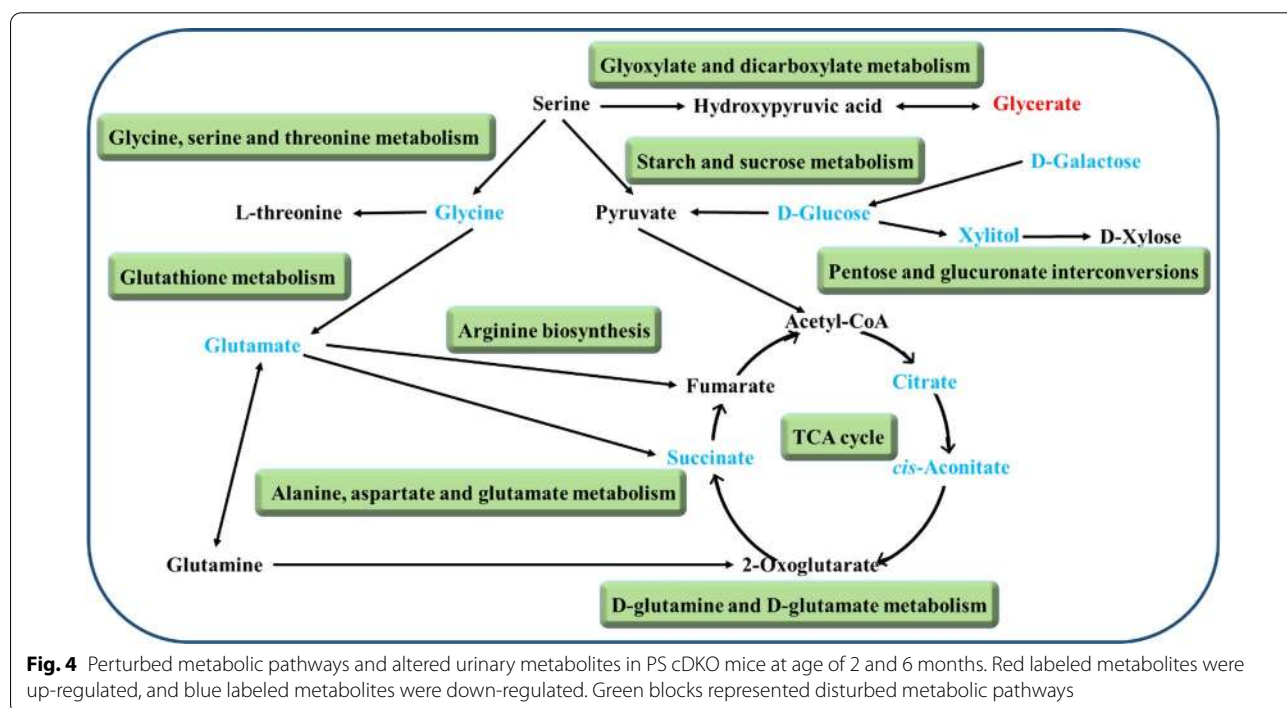 Glyoxylate and dicarboxylate metabolism
Serine
Hydroxypyruvic acid
Glycerate
Glycine, serine and threonine metabolism
Starch and sucrose metabolism
D-Galactose
L-threonine
Glycine
Pyruvate
D-Glucose
Xylitol
D-Xylose
Glutathione metabolism
Pentose and glucuronate interconversions
Arginine biosynthesis
Acetyl-CoA
Glutamate
Fumarate
Citrate
TCA cycle
Succinate
cis-Aconitate
Alanine, aspartate and glutamate metabolism
Glutamine
2-Oxoglutarate
D-glutamine and D-glutamate metabolism
Fig. 4 Perturbed metabolic pathways and altered urinary metabolites in PS cDKO mice at age of 2 and 6 months. Red labeled metabolites were
up-regulated, and blue labeled metabolites were down-regulated. Green blocks represented disturbed metabolic pathways